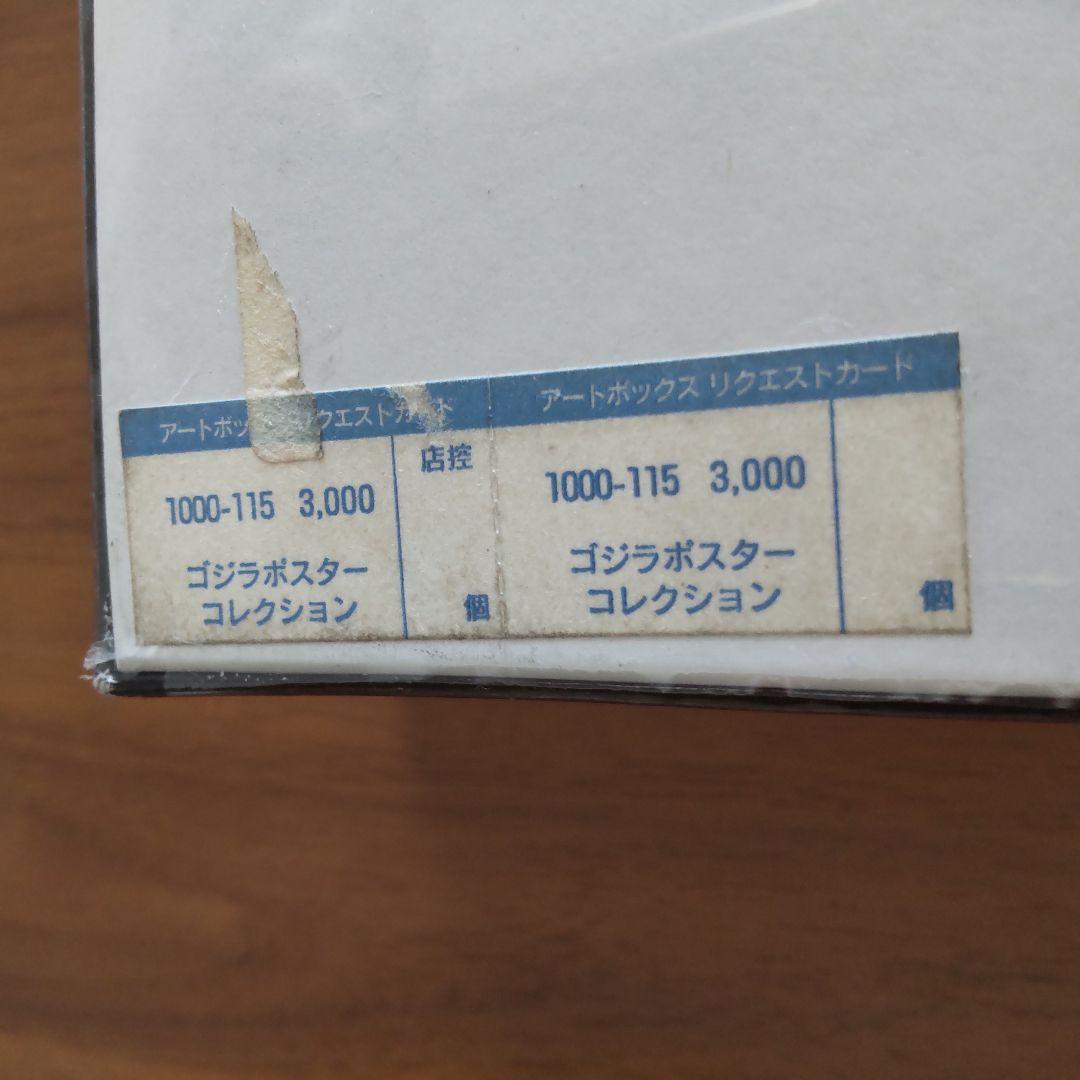 アートボックス リクエストカード
店控
1000-115 3,000
ゴジラポスター
コレクション
個
アートボックス リクエストカード
1000-115 3,000
ゴジラポスター
コレクション
個